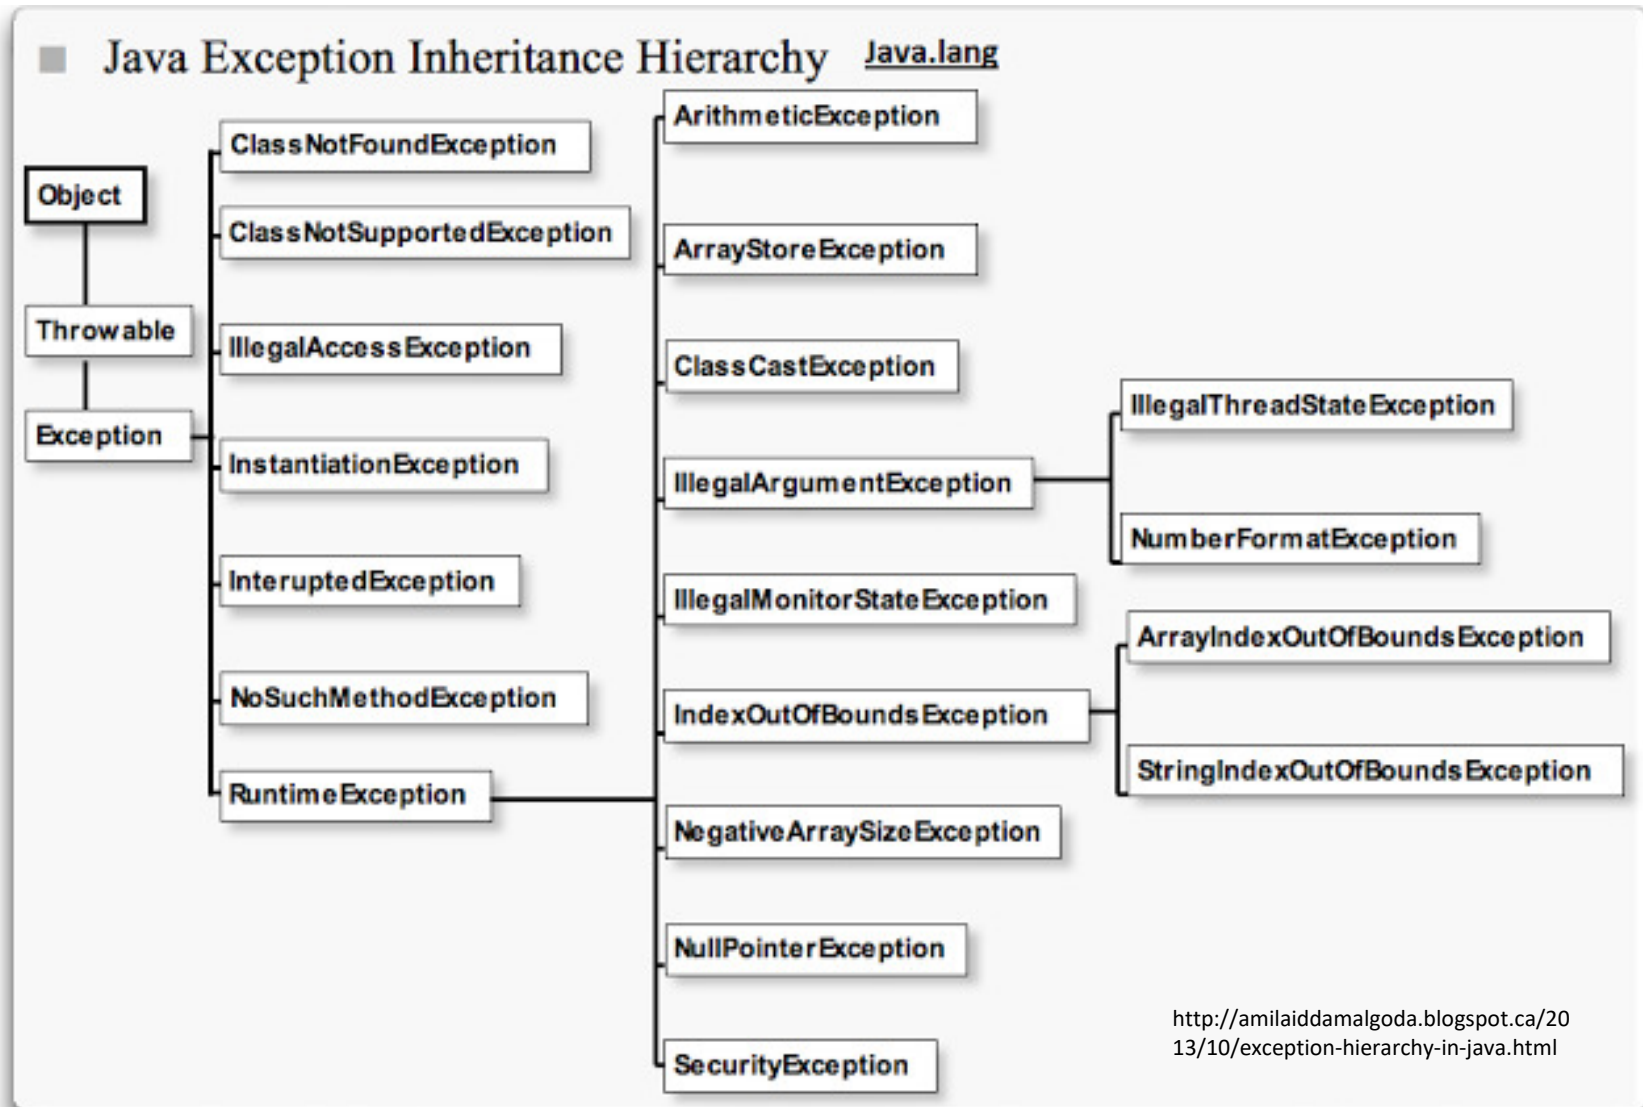 Java Exception Inheritance Hierarchy Java.lang
Object
Throwable
Exception
ClassNotFoundException
ClassNotSupportedException
IllegalAccessException
InstantiationException
InteruptedException
NoSuchMethodException
RuntimeException
ArithmeticException
ArrayStoreException
ClassCastException
IllegalArgumentException
IllegalMonitorStateException
IndexOutOfBoundsException
NegativeArraySizeException
NullPointerException
SecurityException
IllegalThreadStateException
NumberFormatException
ArrayIndexOutOfBoundsException
StringIndexOutOfBoundsException
http://amilaiddamalgoda.blogspot.ca/20
13/10/exception-hierarchy-in-java.html